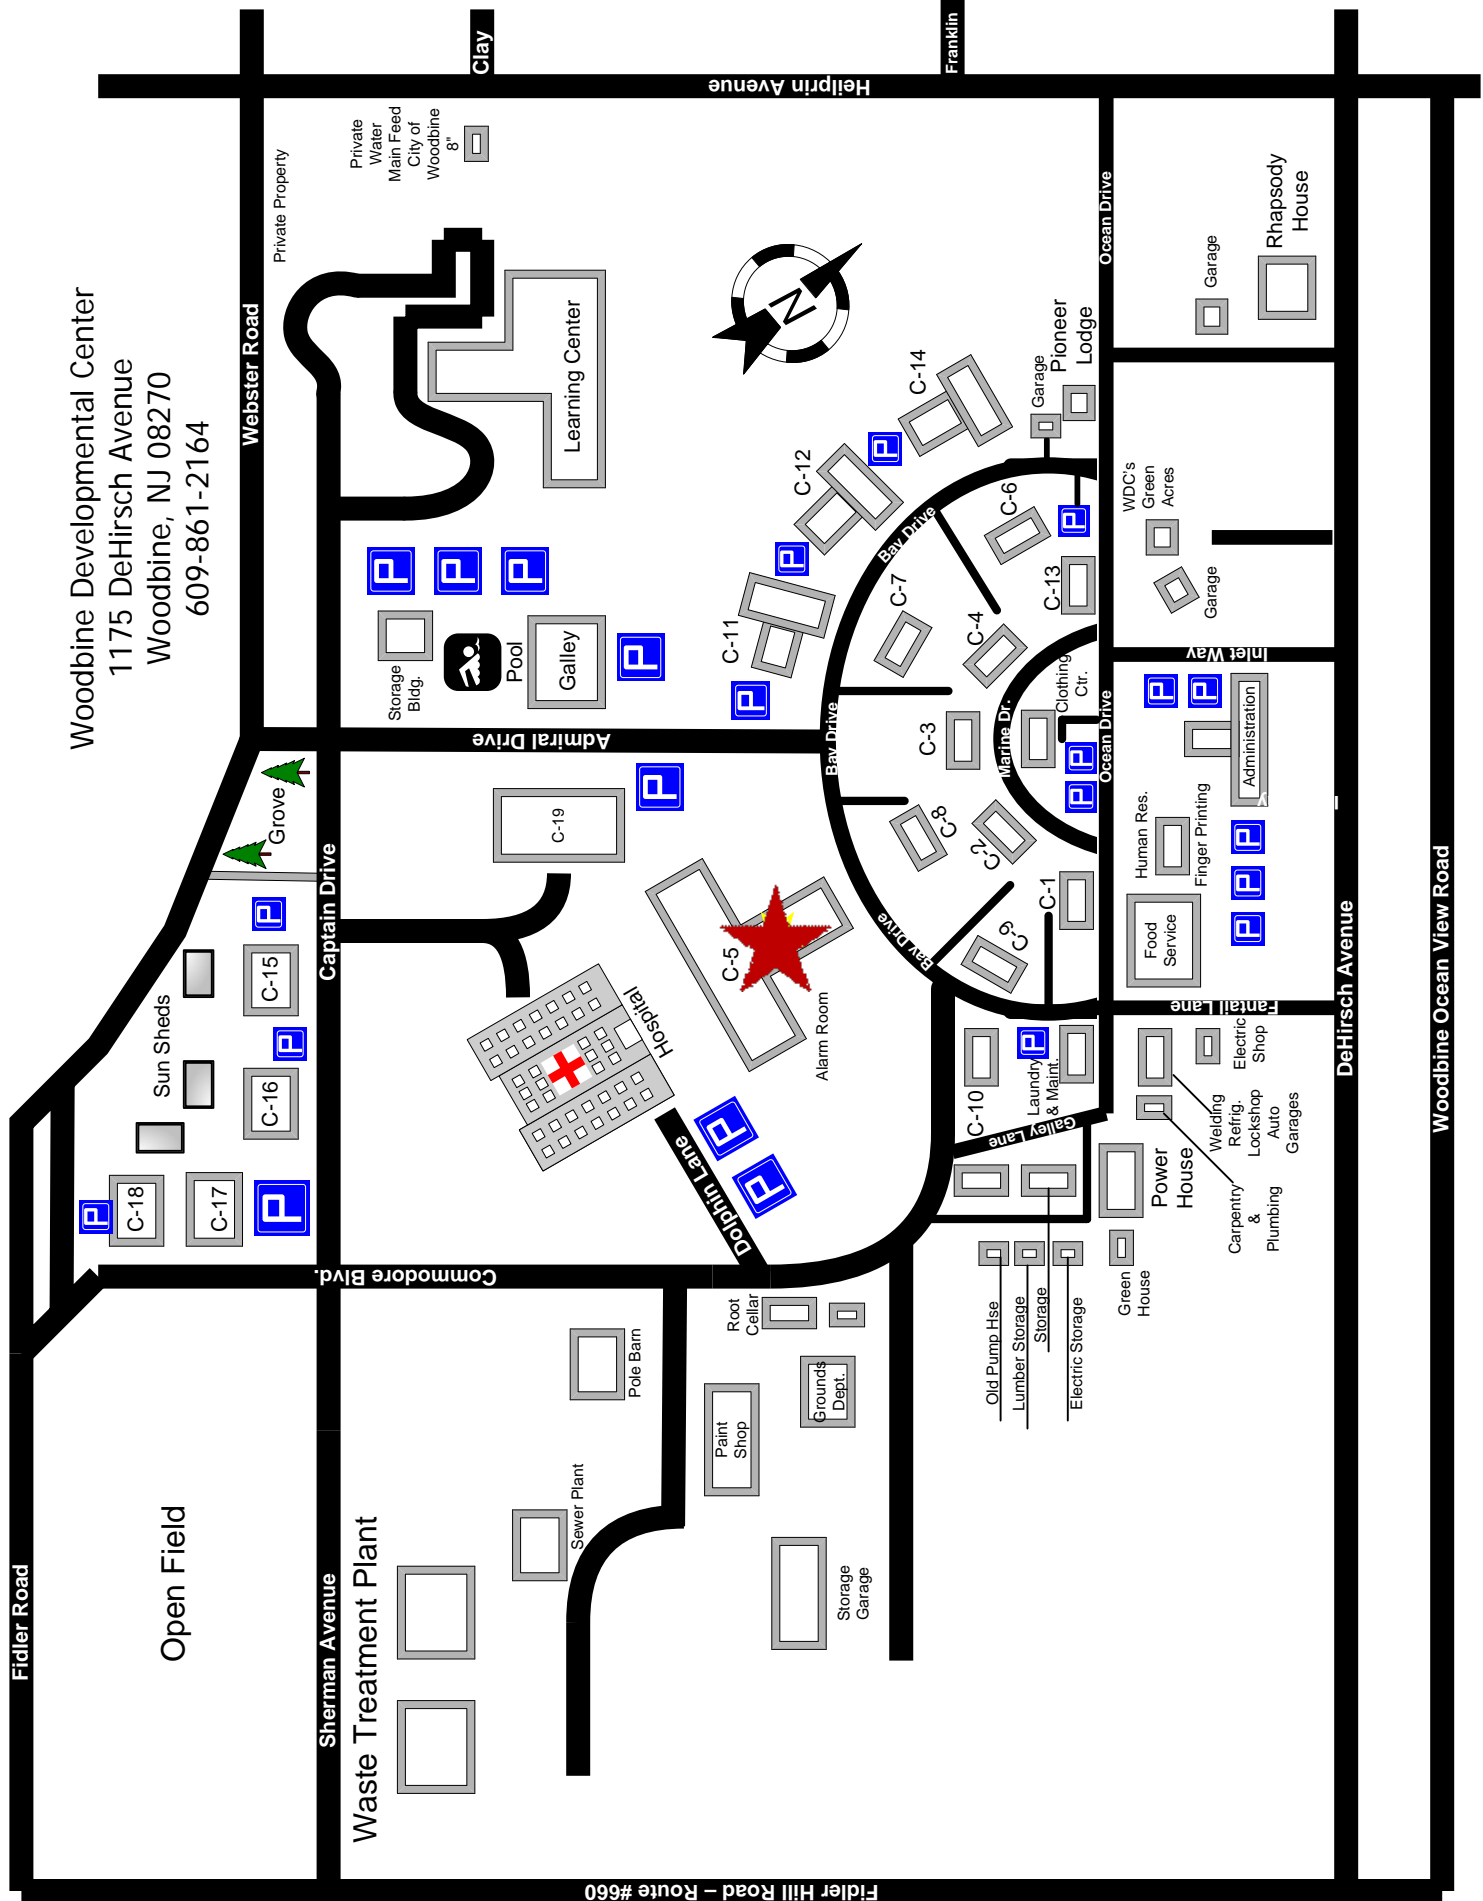 Woodbine Developmental Center
1175 DeHirsch Avenue
Woodbine, NJ 08270
609-861-2164
Fidler Road
Open Field
Sherman Avenue
Waste Treatment Plant
Fidler Hill Road – Route #660
Webster Road
Captain Drive
Commodore Blvd.
Admiral Drive
Heilprin Avenue
Clay
Franklin
Private Property
Private
Water
Main Feed
City of
Woodbine
8"
Grove
Sun Sheds
C-15
C-16
C-17
C-18
P
P
P
P
Storage
Bldg.
Pool
Galley
P
P
P
P
Learning Center
N
C-19
P
Hospital
C-5
Alarm Room
Dolphin Lane
P
P
C-11
C-12
C-14
P
P
P
Bay Drive
Bay Drive
Bay Drive
C-6
C-7
C-4
C-13
C-3
C-8
C-2
C-1
C-9
C-10
P
Marine Dr.
Clothing
Ctr.
P
P
Garage
Pioneer
Lodge
Ocean Drive
Ocean Drive
Laundry
& Maint.
P
Galley Lane
Sewer Plant
Pole Barn
Root
Cellar
Paint
Shop
Grounds
Dept.
Storage
Garage
Old Pump Hse
Lumber Storage
Storage
Electric Storage
Green
House
Power
House
Carpentry
&
Plumbing
Welding
Refrig.
Lockshop
Auto
Garages
Electric
Shop
Fantail Lane
Food
Service
Human Res.
Finger Printing
Administration
P
P
P
P
P
Inlet Way
WDC's
Green
Acres
Garage
Garage
Rhapsody
House
DeHirsch Avenue
Woodbine Ocean View Road